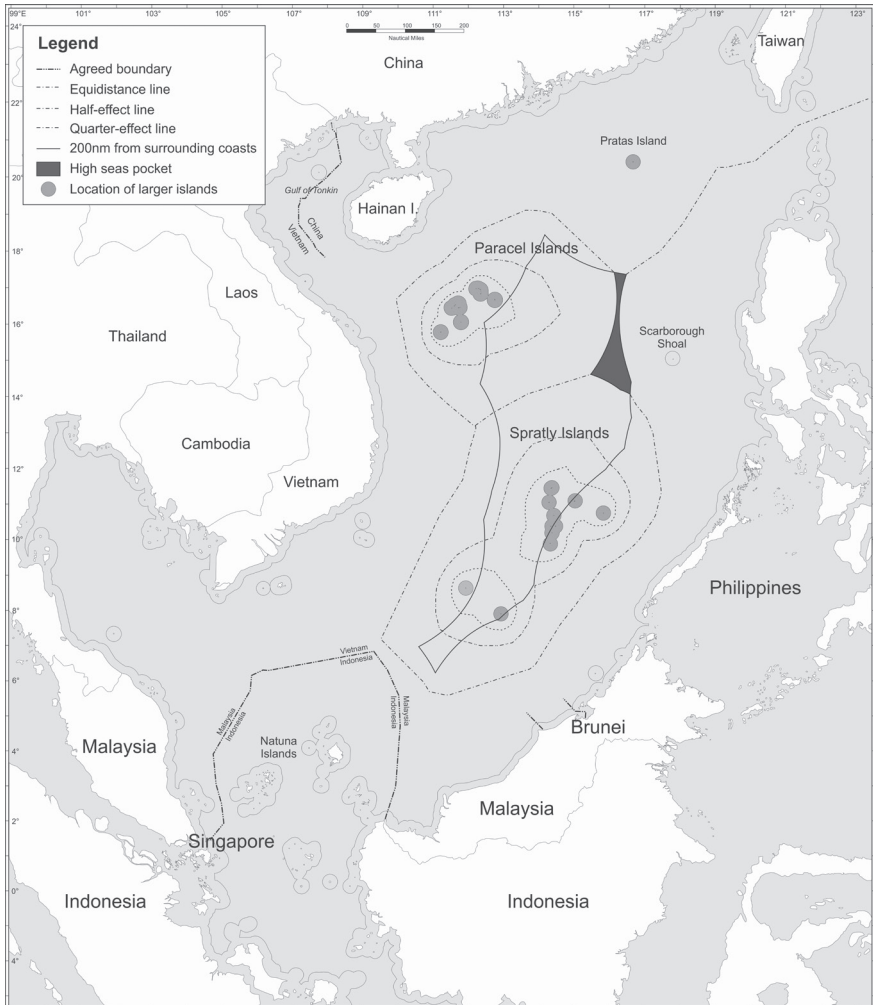 99°E
101°
103°
105°
107°
109°
111°
113°
115°
117°
119°
121°
123°
24°
22°
20°
18°
16°
14°
12°
10°
8°
6°
4°
2°
0°
2°
4°
0 50 100 150 200
Nautical Miles
Legend
Agreed boundary
Equidistance line
Half-effect line
Quarter-effect line
200nm from surrounding coasts
High seas pocket
Location of larger islands
China
Taiwan
Pratas Island
Gulf of Tonkin
China
Vietnam
Hainan I.
Paracel Islands
Laos
Thailand
Scarborough
Shoal
Cambodia
Spratly Islands
Vietnam
Philippines
Vietnam
Indonesia
Malaysia
Indonesia
Malaysia
Indonesia
Natuna
Islands
Brunei
Malaysia
Malaysia
Singapore
Indonesia
Indonesia